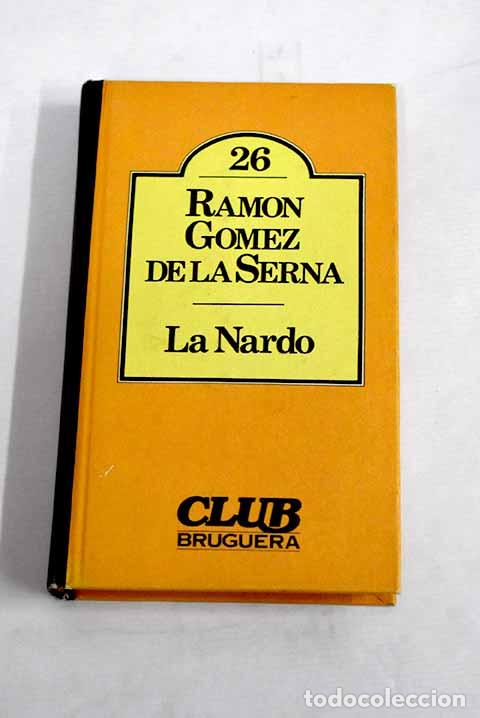 26
RAMON
GOMEZ
DE LA SERNA
La Nardo
CLUB
BRUGUERA
todocoleccion